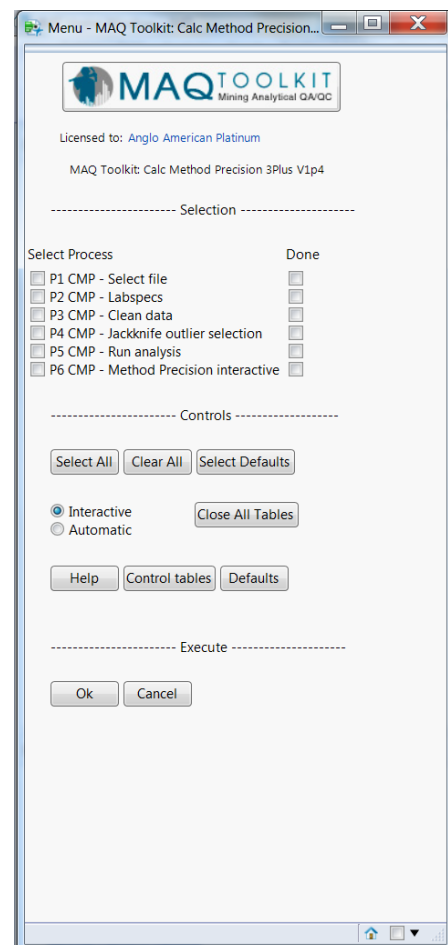 Menu - MAQ Toolkit: Calc Method Precision...
MAQ TOOLKIT
Mining Analytical QA/QC
Licensed to: Anglo American Platinum
MAQ Toolkit: Calc Method Precision 3Plus V1p4
----------------------- Selection ---------------------
Select Process Done
P1 CMP - Select file
P2 CMP - Labspecs
P3 CMP - Clean data
P4 CMP - Jackknife outlier selection
P5 CMP - Run analysis
P6 CMP - Method Precision interactive
----------------------- Controls -------------------
Select All Clear All Select Defaults
Interactive Close All Tables
Automatic
Help Control tables Defaults
----------------------- Execute ---------------------
Ok Cancel